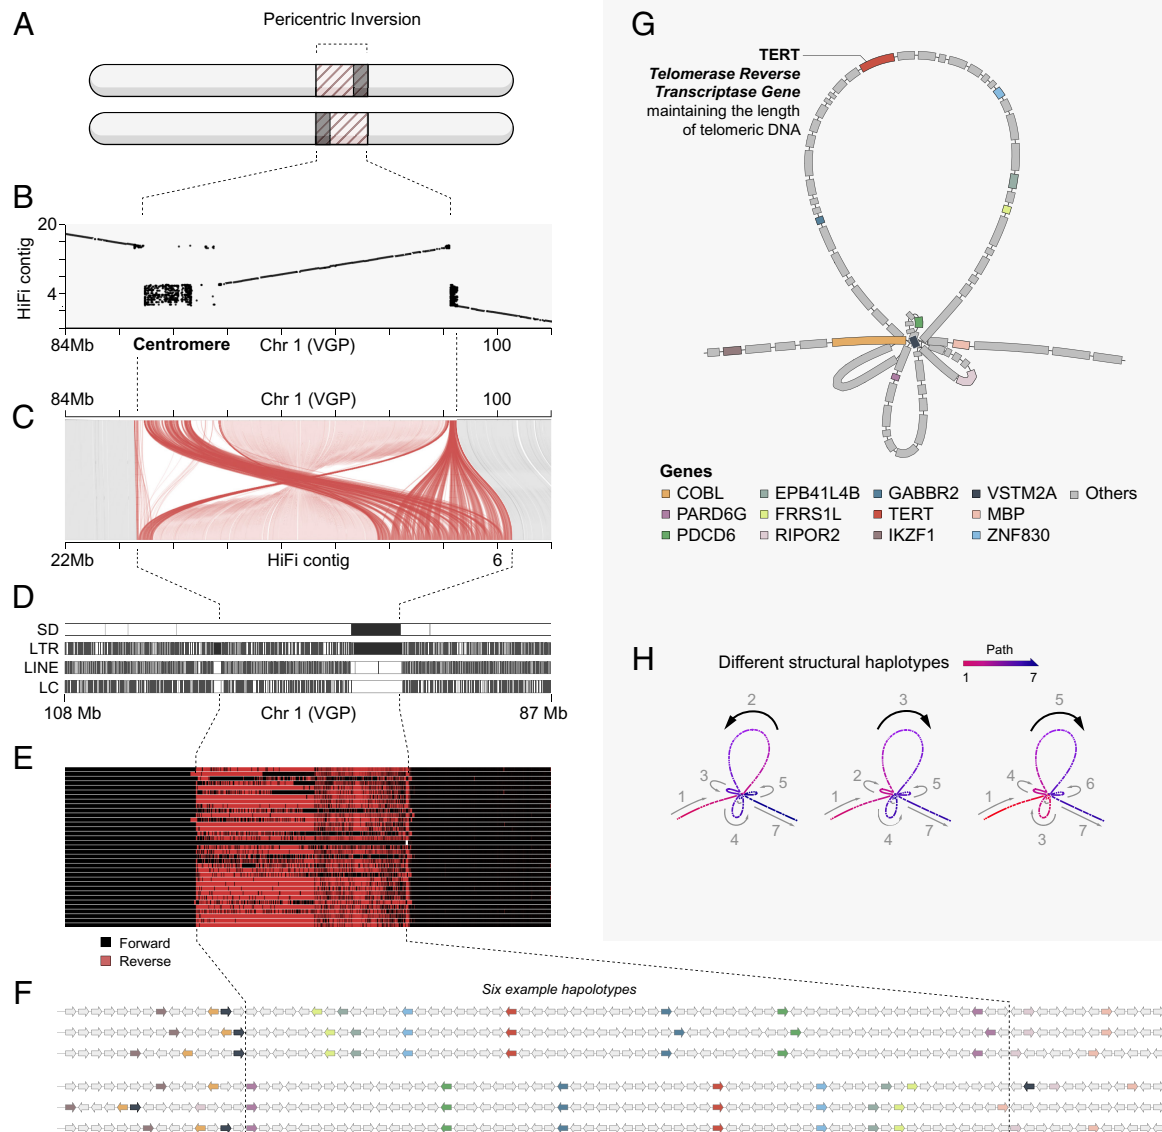 A
Pericentric Inversion
B
HiFi contig
20
4
84Mb
Centromere
Chr 1 (VGP)
100
C
84Mb
Chr 1 (VGP)
100
22Mb
HiFi contig
6
D
SD
LTR
LINE
LC
108 Mb
Chr 1 (VGP)
87 Mb
E
Forward
Reverse
F
Six example hapolotypes
G
TERT
Telomerase Reverse
Transcriptase Gene
maintaining the length
of telomeric DNA
Genes
COBL
EPB41L4B
GABBR2
VSTM2A
Others
PARD6G
FRRS1L
TERT
MBP
PDCD6
RIPOR2
IKZF1
ZNF830
H
Different structural haplotypes
Path
1
7
2
3
5
1
4
7
3
2
5
1
4
7
5
4
6
1
3
7